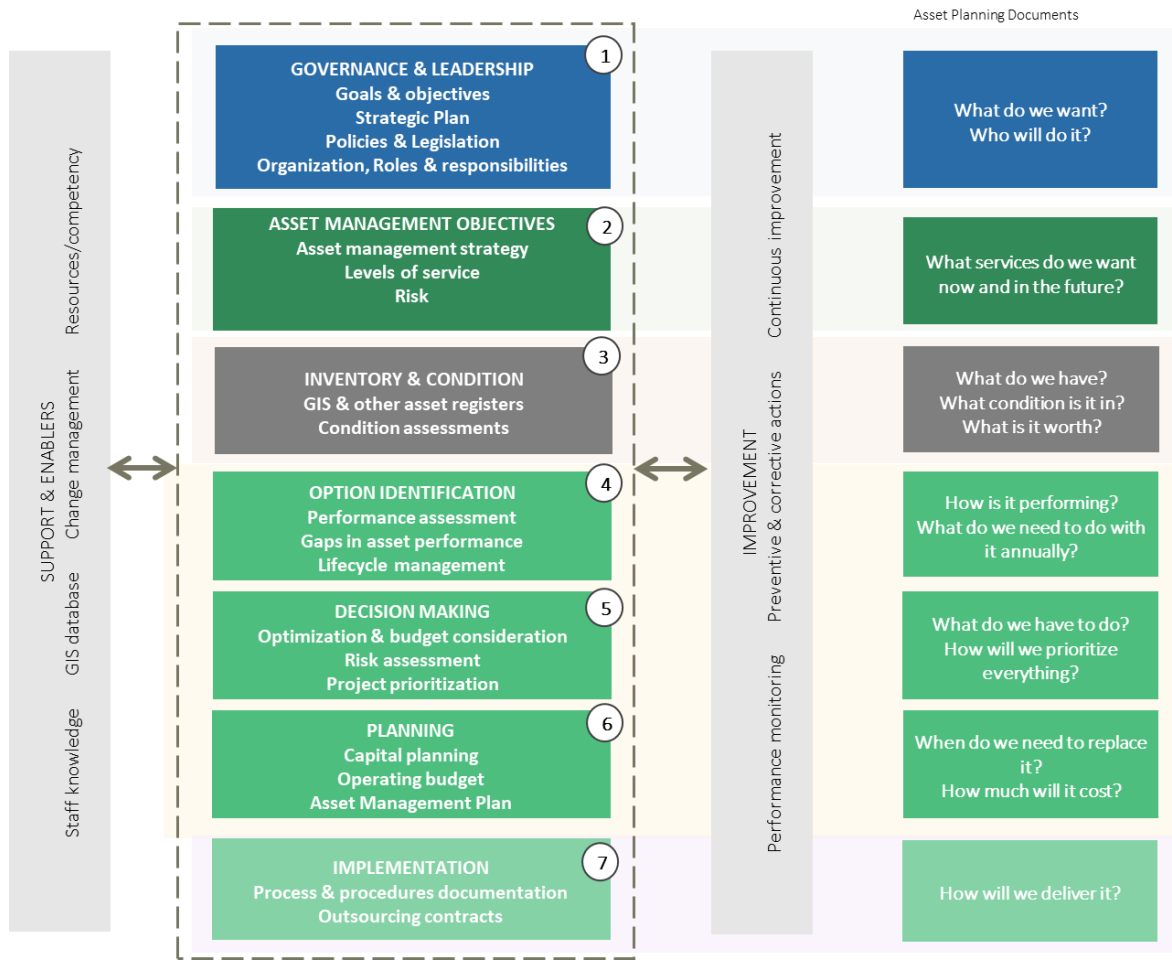 Asset Planning Documents
SUPPORT & ENABLERS
Staff knowledge
GIS database
Change management
Resources/competency
1
GOVERNANCE & LEADERSHIP
Goals & objectives
Strategic Plan
Policies & Legislation
Organization, Roles & responsibilities
2
ASSET MANAGEMENT OBJECTIVES
Asset management strategy
Levels of service
Risk
3
INVENTORY & CONDITION
GIS & other asset registers
Condition assessments
4
OPTION IDENTIFICATION
Performance assessment
Gaps in asset performance
Lifecycle management
5
DECISION MAKING
Optimization & budget consideration
Risk assessment
Project prioritization
6
PLANNING
Capital planning
Operating budget
Asset Management Plan
7
IMPLEMENTATION
Process & procedures documentation
Outsourcing contracts
IMPROVEMENT
Performance monitoring
Preventive & corrective actions
Continuous improvement
What do we want?
Who will do it?
What services do we want
now and in the future?
What do we have?
What condition is it in?
What is it worth?
How is it performing?
What do we need to do with
it annually?
What do we have to do?
How will we prioritize
everything?
When do we need to replace
it?
How much will it cost?
How will we deliver it?